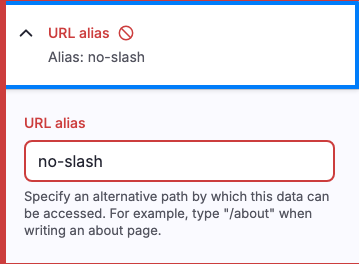 URL alias
Alias: no-slash
URL alias
no-slash
Specify an alternative path by which this data can
be accessed. For example, type "/about" when
writing an about page.